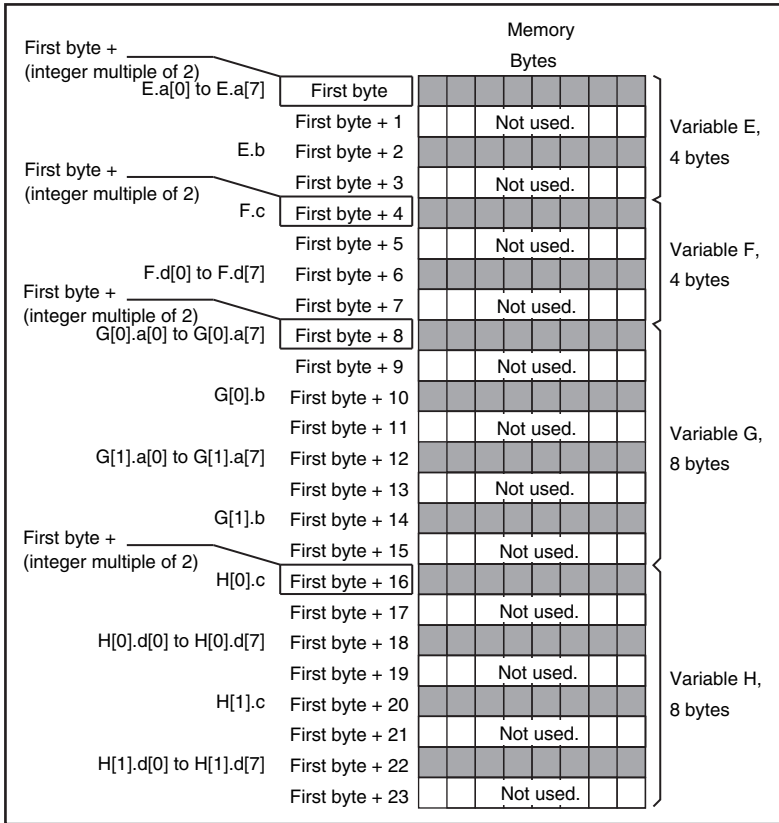 Memory
Bytes
First byte +
(integer multiple of 2)
E.a[0] to E.a[7] First byte
First byte + 1 Not used.
E.b First byte + 2
First byte + 3 Not used.
Variable E,
4 bytes
First byte +
(integer multiple of 2)
F.c First byte + 4
First byte + 5 Not used.
F.d[0] to F.d[7] First byte + 6
First byte + 7 Not used.
Variable F,
4 bytes
First byte +
(integer multiple of 2)
G[0].a[0] to G[0].a[7] First byte + 8
First byte + 9 Not used.
G[0].b First byte + 10
First byte + 11 Not used.
G[1].a[0] to G[1].a[7] First byte + 12
First byte + 13 Not used.
G[1].b First byte + 14
First byte + 15 Not used.
Variable G,
8 bytes
First byte +
(integer multiple of 2)
H[0].c First byte + 16
First byte + 17 Not used.
H[0].d[0] to H[0].d[7] First byte + 18
First byte + 19 Not used.
H[1].c First byte + 20
First byte + 21 Not used.
H[1].d[0] to H[1].d[7] First byte + 22
First byte + 23 Not used.
Variable H,
8 bytes